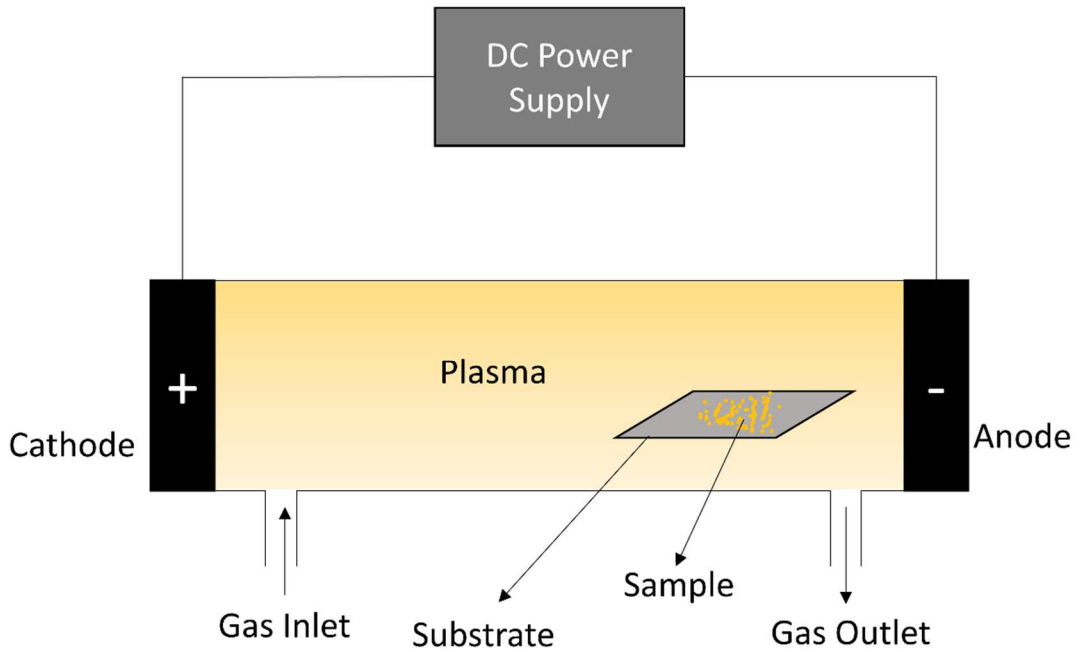 DC Power
Supply
Plasma
+
-
Cathode
Anode
Sample
Gas Inlet
Substrate
Gas Outlet